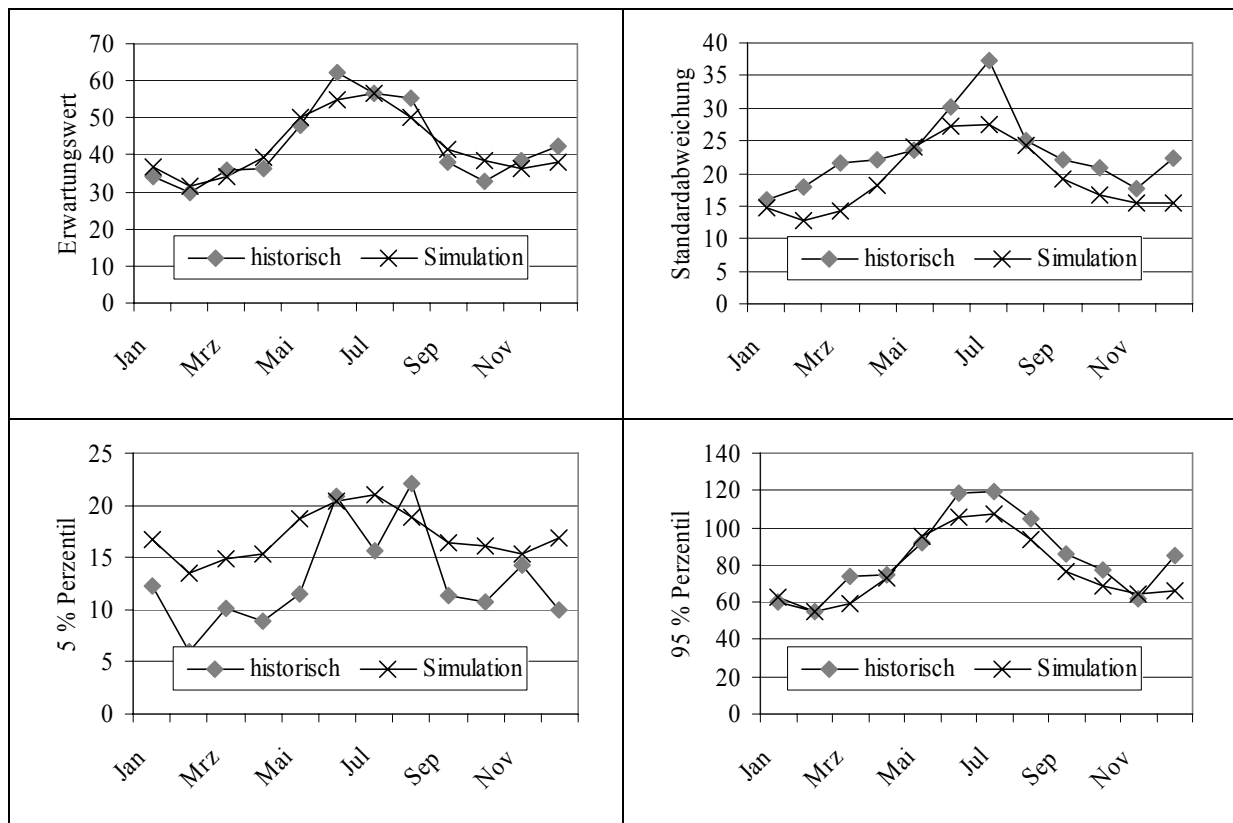 Erwartungswert
70
60
50
40
30
20
10
0
historisch
Simulation
Jan
Mrz
Mai
Jul
Sep
Nov
Standardabweichung
40
35
30
25
20
15
10
5
0
historisch
Simulation
Jan
Mrz
Mai
Jul
Sep
Nov
5 % Perzentil
25
20
15
10
5
0
historisch
Simulation
Jan
Mrz
Mai
Jul
Sep
Nov
95 % Perzentil
140
120
100
80
60
40
20
0
historisch
Simulation
Jan
Mrz
Mai
Jul
Sep
Nov